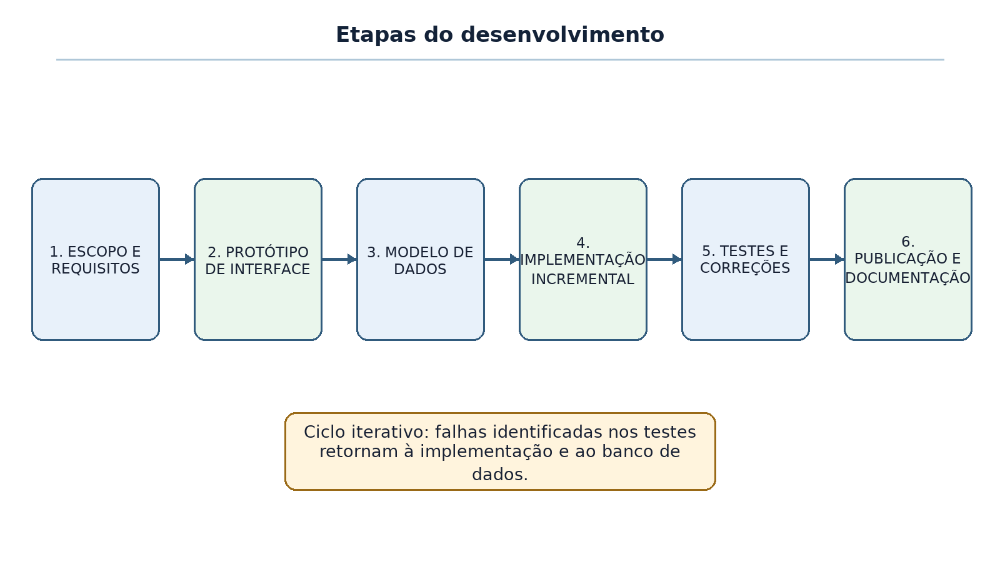 Etapas do desenvolvimento
1. ESCOPO E
REQUISITOS
2. PROTÓTIPO
DE INTERFACE
3. MODELO DE
DADOS
4.
IMPLEMENTAÇÃO
INCREMENTAL
5. TESTES E
CORREÇÕES
6.
PUBLICAÇÃO E
DOCUMENTAÇÃO
Ciclo iterativo: falhas identificadas nos testes
retornam à implementação e ao banco de
dados.